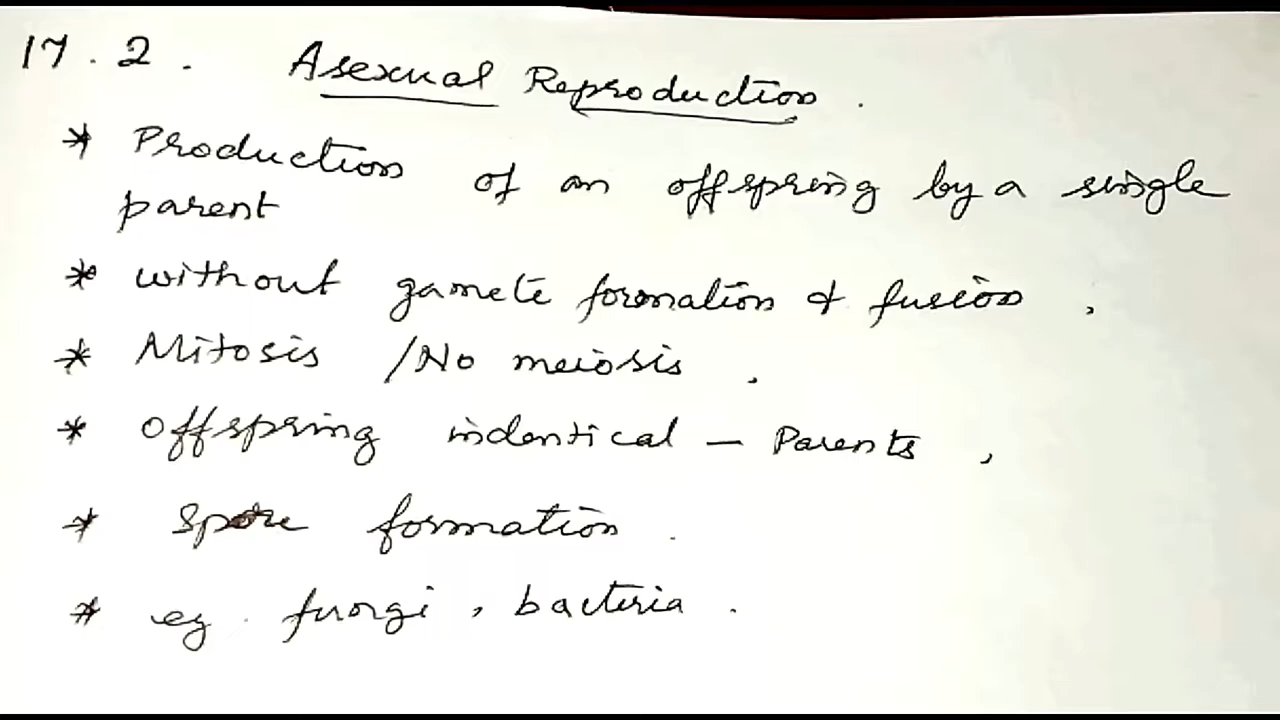 17.2. Asexual Reproduction.
* Production of an offspring by a single
parent
* without gamete formation & fusion.
* Mitosis /No meiosis.
* Offspring indentical - Parents,
* Spore formation.
* eg. fungi, bacteria.